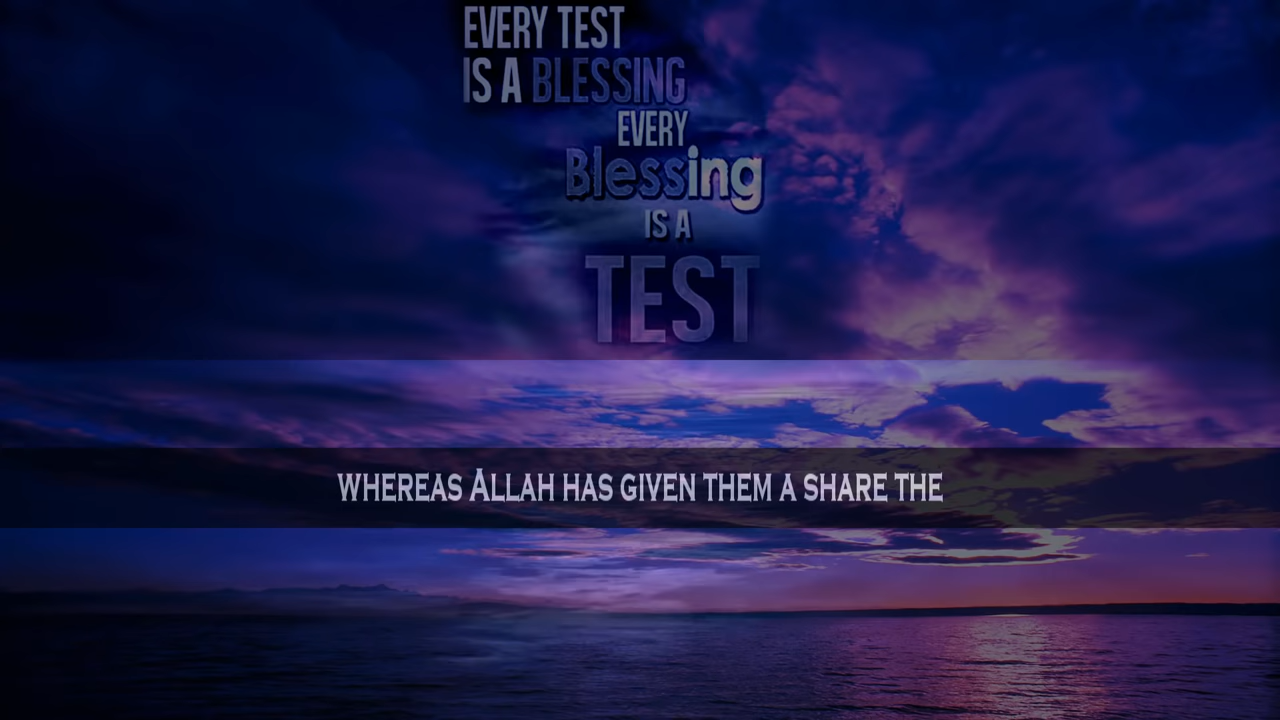 EVERY TEST
IS A BLESSING
EVERY
Blessing
IS A
TEST
WHEREAS ALLAH HAS GIVEN THEM A SHARE THE